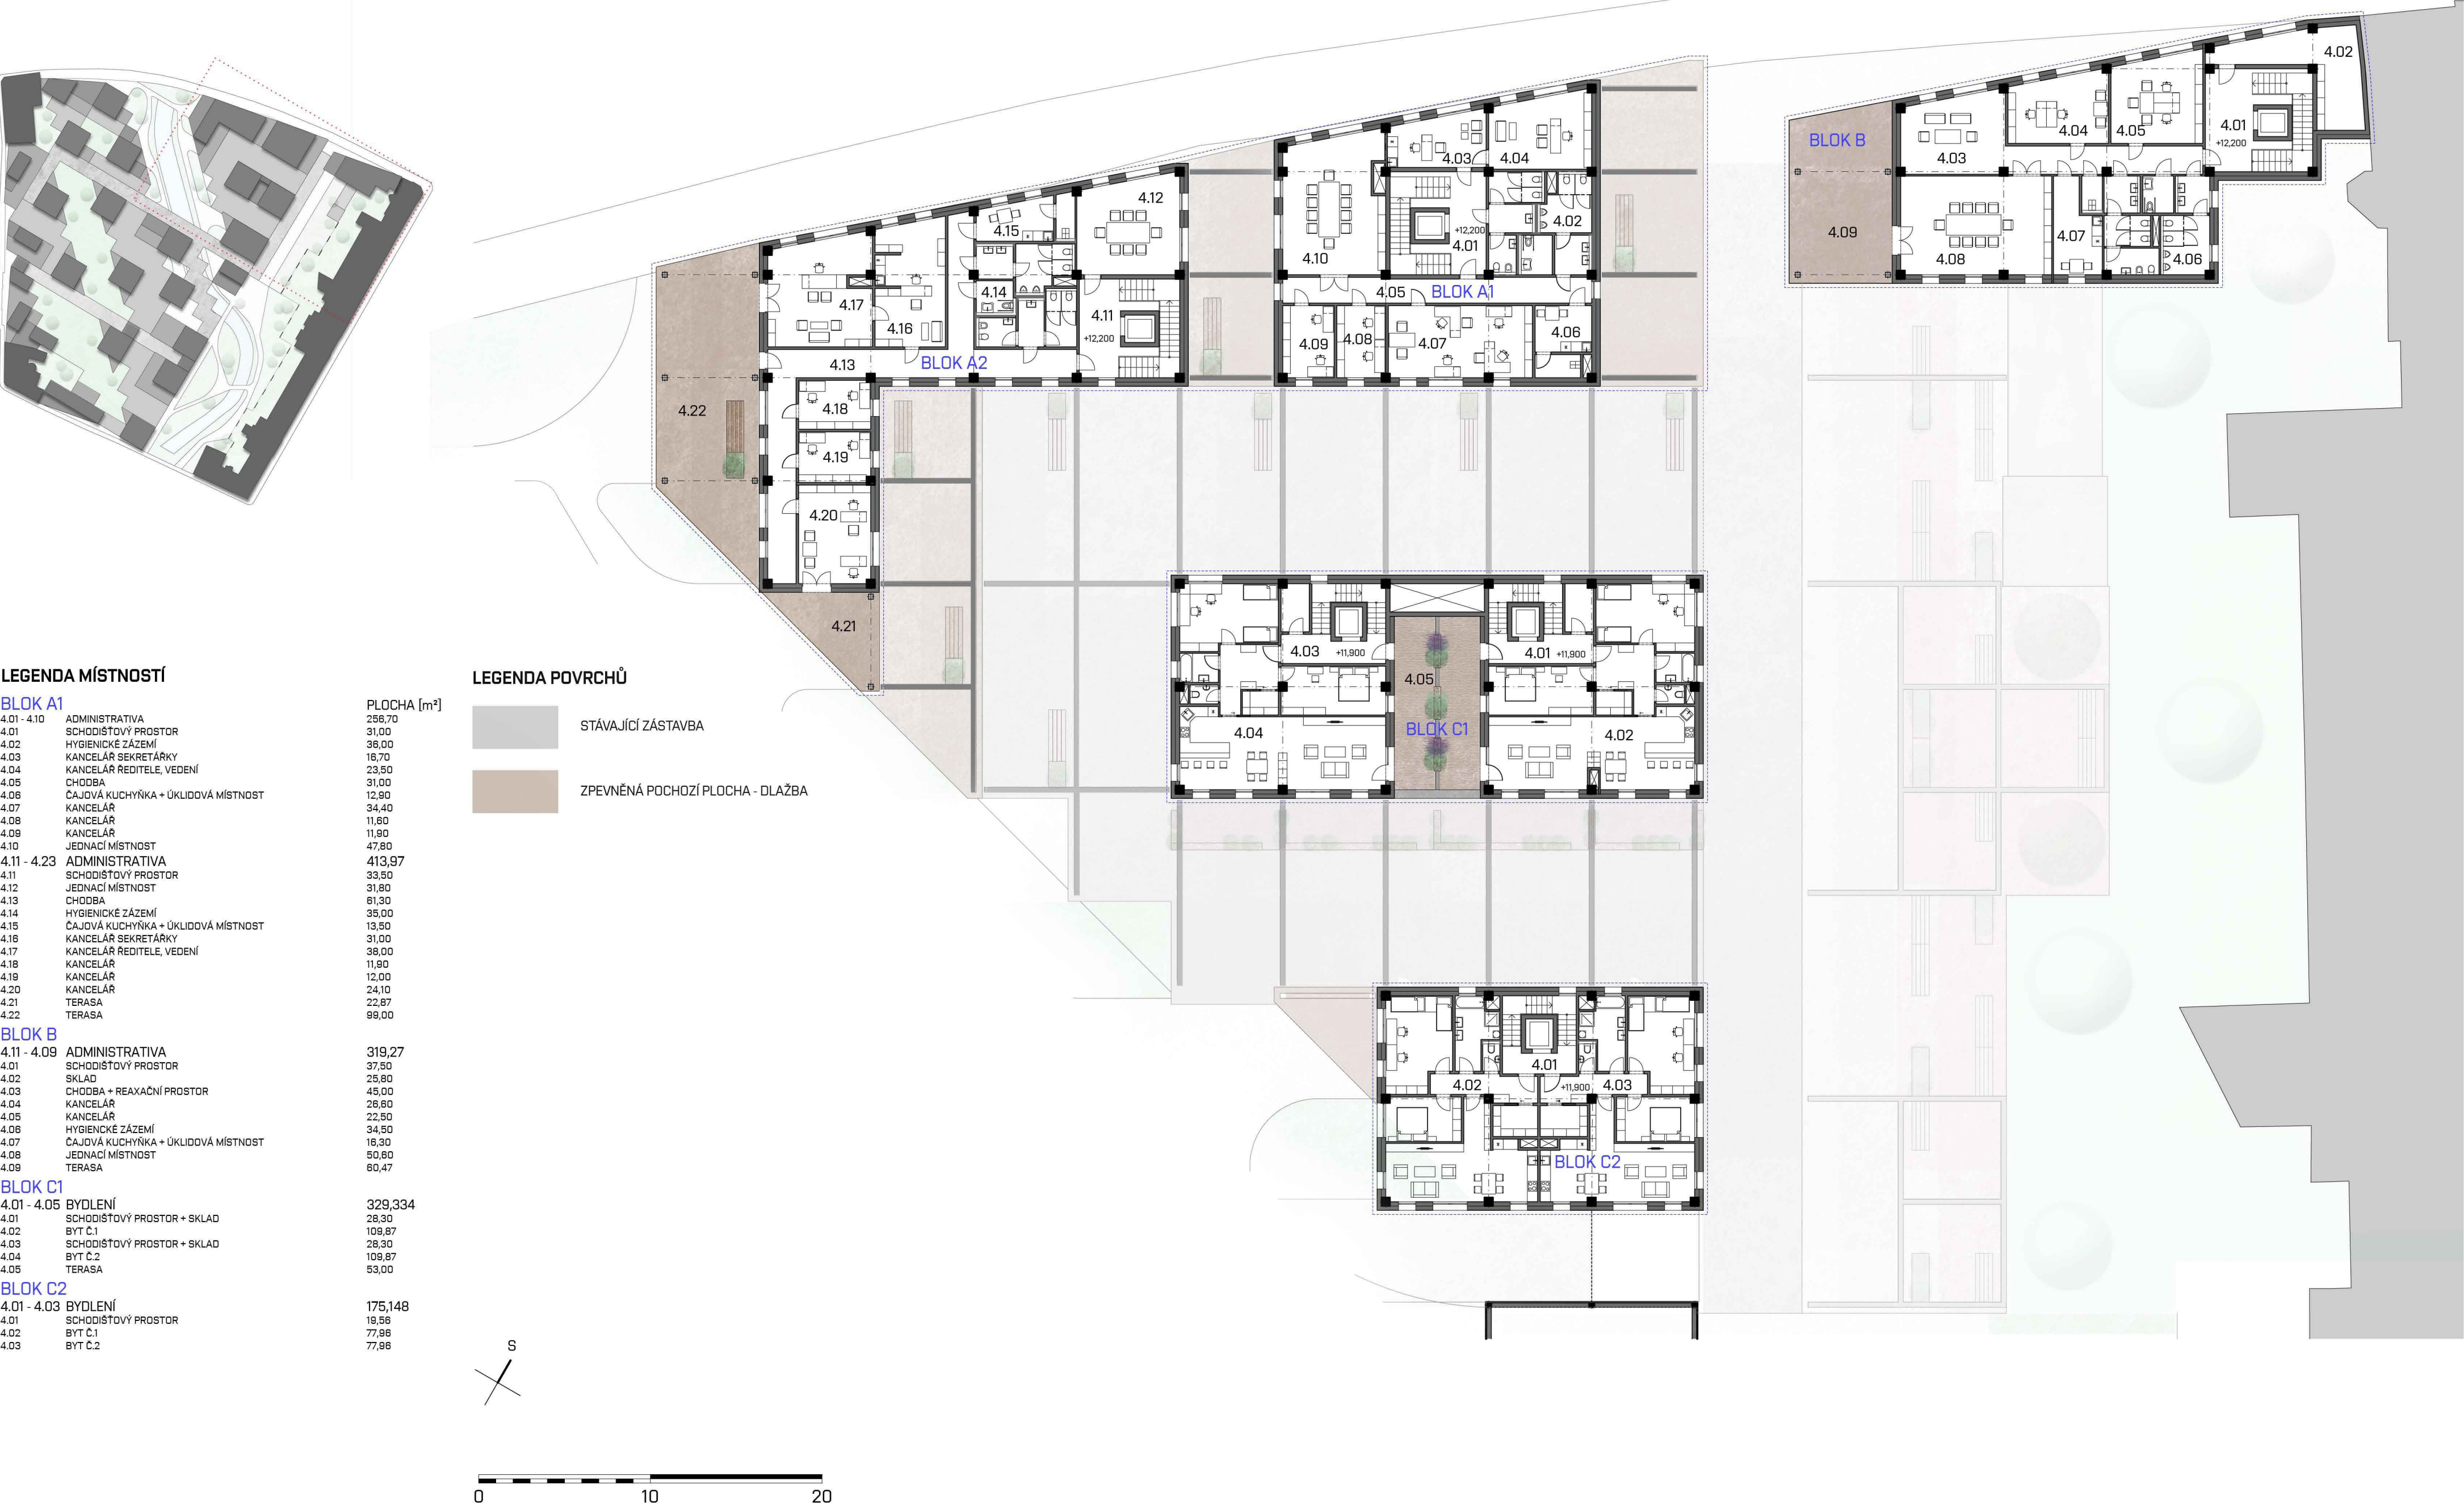 LEGENDA MÍSTNOSTÍ
BLOK A1 PLOCHA [m²]
4.01 - 4.10 ADMINISTRATIVA 256,70
4.01 SCHODIŠŤOVÝ PROSTOR 31,00
4.02 HYGIENICKÉ ZÁZEMÍ 36,00
4.03 KANCELÁŘ SEKRETÁŘKY 16,70
4.04 KANCELÁŘ ŘEDITELE, VEDENÍ 23,50
4.05 CHODBA 31,00
4.06 ČAJOVÁ KUCHYŇKA + ÚKLIDOVÁ MÍSTNOST 12,90
4.07 KANCELÁŘ 34,40
4.08 KANCELÁŘ 11,60
4.09 KANCELÁŘ 11,90
4.10 JEDNACÍ MÍSTNOST 47,80
4.11 - 4.23 ADMINISTRATIVA 413,97
4.11 SCHODIŠŤOVÝ PROSTOR 33,50
4.12 JEDNACÍ MÍSTNOST 31,80
4.13 CHODBA 61,30
4.14 HYGIENICKÉ ZÁZEMÍ 35,00
4.15 ČAJOVÁ KUCHYŇKA + ÚKLIDOVÁ MÍSTNOST 13,50
4.16 KANCELÁŘ SEKRETÁŘKY 31,00
4.17 KANCELÁŘ ŘEDITELE, VEDENÍ 38,00
4.18 KANCELÁŘ 11,90
4.19 KANCELÁŘ 12,00
4.20 KANCELÁŘ 24,10
4.21 TERASA 22,87
4.22 TERASA 99,00
BLOK B
4.11 - 4.09 ADMINISTRATIVA 319,27
4.01 SCHODIŠŤOVÝ PROSTOR 37,50
4.02 SKLAD 25,80
4.03 CHODBA + REAXAČNÍ PROSTOR 45,00
4.04 KANCELÁŘ 26,60
4.05 KANCELÁŘ 22,50
4.06 HYGIENCKÉ ZÁZEMÍ 34,50
4.07 ČAJOVÁ KUCHYŇKA + ÚKLIDOVÁ MÍSTNOST 16,30
4.08 JEDNACÍ MÍSTNOST 50,60
4.09 TERASA 60,47
BLOK C1
4.01 - 4.05 BYDLENÍ 329,334
4.01 SCHODIŠŤOVÝ PROSTOR + SKLAD 28,30
4.02 BYT Č.1 109,87
4.03 SCHODIŠŤOVÝ PROSTOR + SKLAD 28,30
4.04 BYT Č.2 109,87
4.05 TERASA 53,00
BLOK C2
4.01 - 4.03 BYDLENÍ 175,148
4.01 SCHODIŠŤOVÝ PROSTOR 19,56
4.02 BYT Č.1 77,96
4.03 BYT Č.2 77,96
LEGENDA POVRCHŮ
STÁVAJÍCÍ ZÁSTAVBA
ZPEVNĚNÁ POCHOZÍ PLOCHA - DLAŽBA
S
0 10 20
4.12
4.15
4.14
4.17
4.16
4.11
+12,200
4.13
BLOK A2
4.18
4.22
4.19
4.20
4.21
4.03
4.04
4.02
+12,200
4.01
4.10
4.05
BLOK A1
4.06
4.09
4.08
4.07
4.02
BLOK B
4.04
4.05
4.01
+12,200
4.03
4.09
4.07
4.08
4.06
4.03 +11,900
4.01 +11,900
4.05
BLOK C1
4.04
4.02
4.01
4.02
+11,900 4.03
BLOK C2